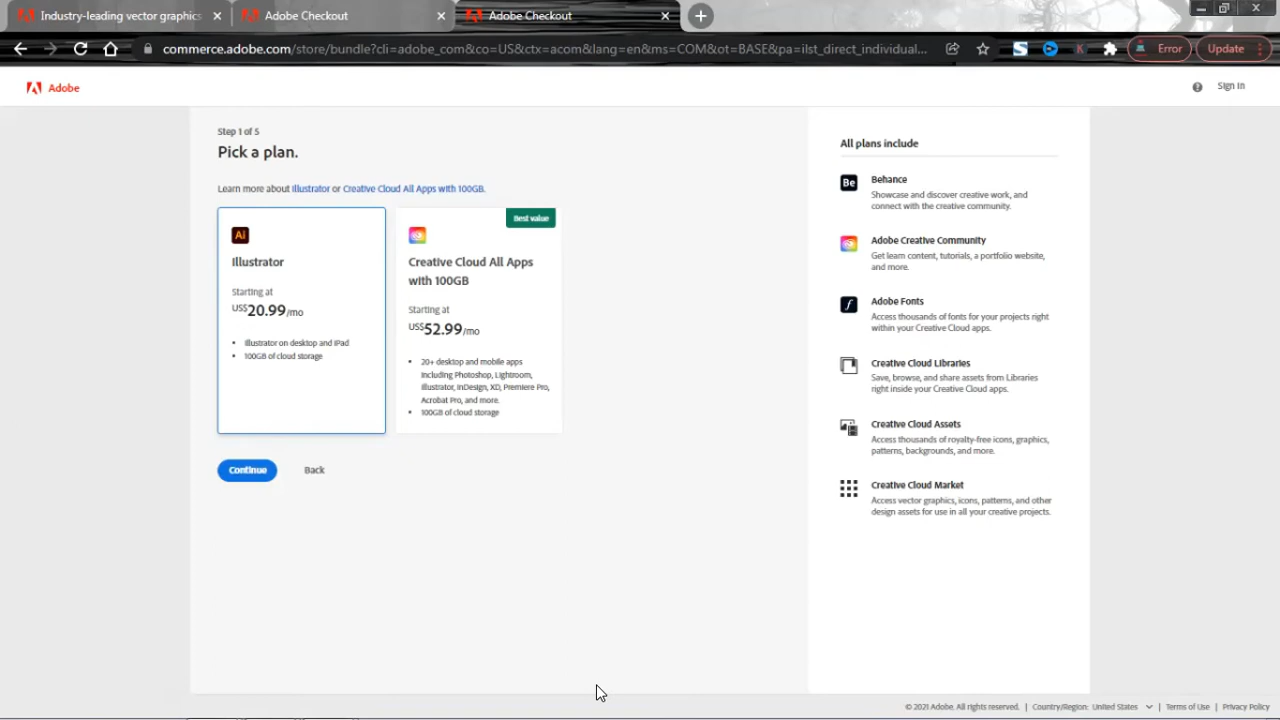 Industry-leading vector graphic
Adobe Checkout
Adobe Checkout
commerce.adobe.com/store/bundle?cli=adobe_com&co=US&ctx=acom&lang=en&ms=COM&ot=BASE&pa=ilst_direct_individual...
S
K
Error
Update
Adobe
Sign in
Step 1 of 5
Pick a plan.
Learn more about Illustrator or Creative Cloud All Apps with 100GB.
Ai
Illustrator
Starting at
US$20.99/mo
• Illustrator on desktop and iPad
• 100GB of cloud storage
Best value
Creative Cloud All Apps
with 100GB
Starting at
US$52.99/mo
• 20+ desktop and mobile apps
including Photoshop, Lightroom,
Illustrator, InDesign, XD, Premiere Pro,
Acrobat Pro, and more.
• 100GB of cloud storage
Continue
Back
All plans include
Be
Behance
Showcase and discover creative work, and
connect with the creative community.
Adobe Creative Community
Get learn content, tutorials, a portfolio website,
and more.
f
Adobe Fonts
Access thousands of fonts for your projects right
within your Creative Cloud apps.
Creative Cloud Libraries
Save, browse, and share assets from Libraries
right inside your Creative Cloud apps.
Creative Cloud Assets
Access thousands of royalty-free icons, graphics,
patterns, backgrounds, and more.
Creative Cloud Market
Access vector graphics, icons, patterns, and other
design assets for use in all your creative projects.
© 2021 Adobe. All rights reserved. | Country/Region: United States | Terms of Use | Privacy Policy